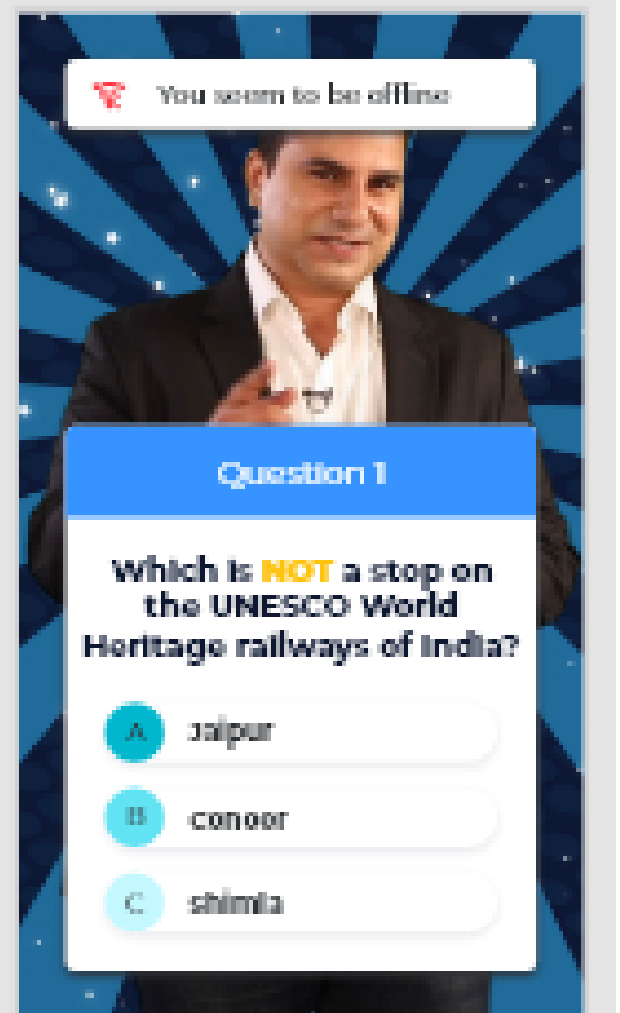 You seem to be offline
Question 1
Which is NOT a stop on
the UNESCO World
Heritage railways of India?
A Jaipur
B conoor
C shimla